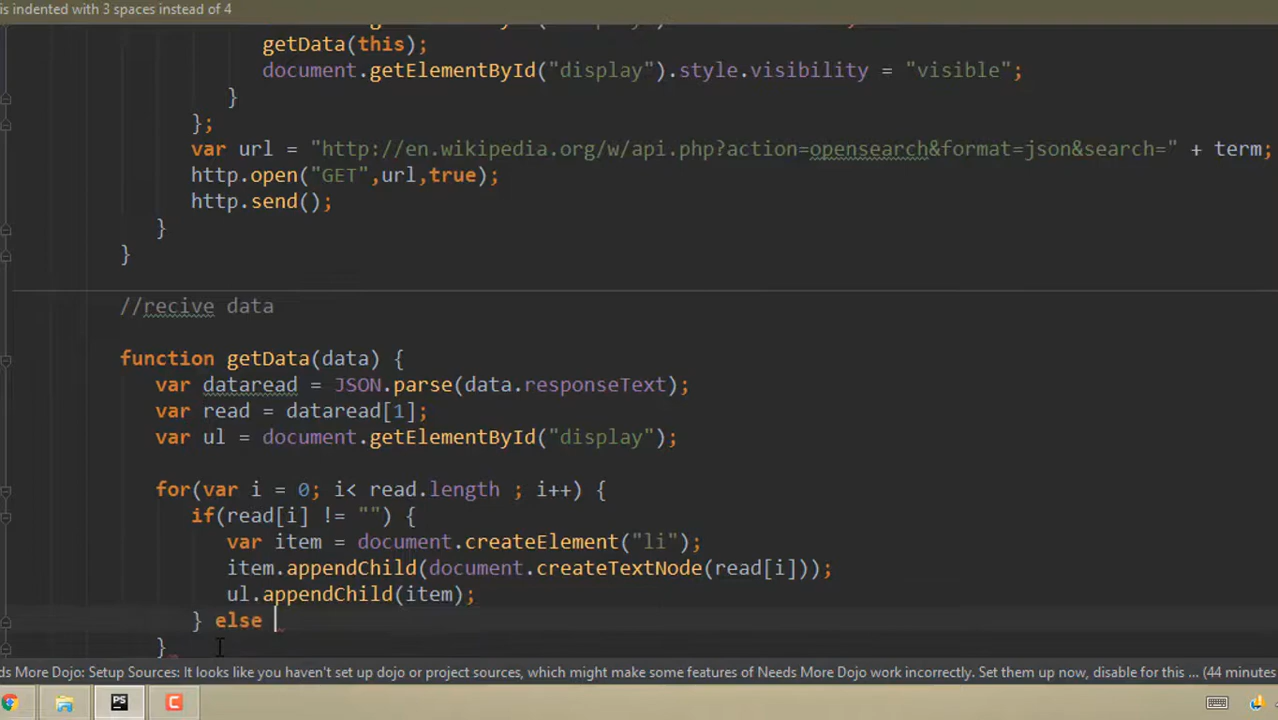 is indented with 3 spaces instead of 4
getData(this);
document.getElementById("display").style.visibility = "visible";
}
};
var url = "http://en.wikipedia.org/w/api.php?action=opensearch&format=json&search=" + term;
http.open("GET",url,true);
http.send();
}
}
//recive data
function getData(data) {
var dataread = JSON.parse(data.responseText);
var read = dataread[1];
var ul = document.getElementById("display");
for(var i = 0; i< read.length ; i++) {
if(read[i] != "") {
var item = document.createElement("li");
item.appendChild(document.createTextNode(read[i]));
ul.appendChild(item);
} else
}
ds More Dojo: Setup Sources: It looks like you haven't set up dojo or project sources, which might make some features of Needs More Dojo work incorrectly. Set them up now, disable for this ... (44 minutes
PS
C